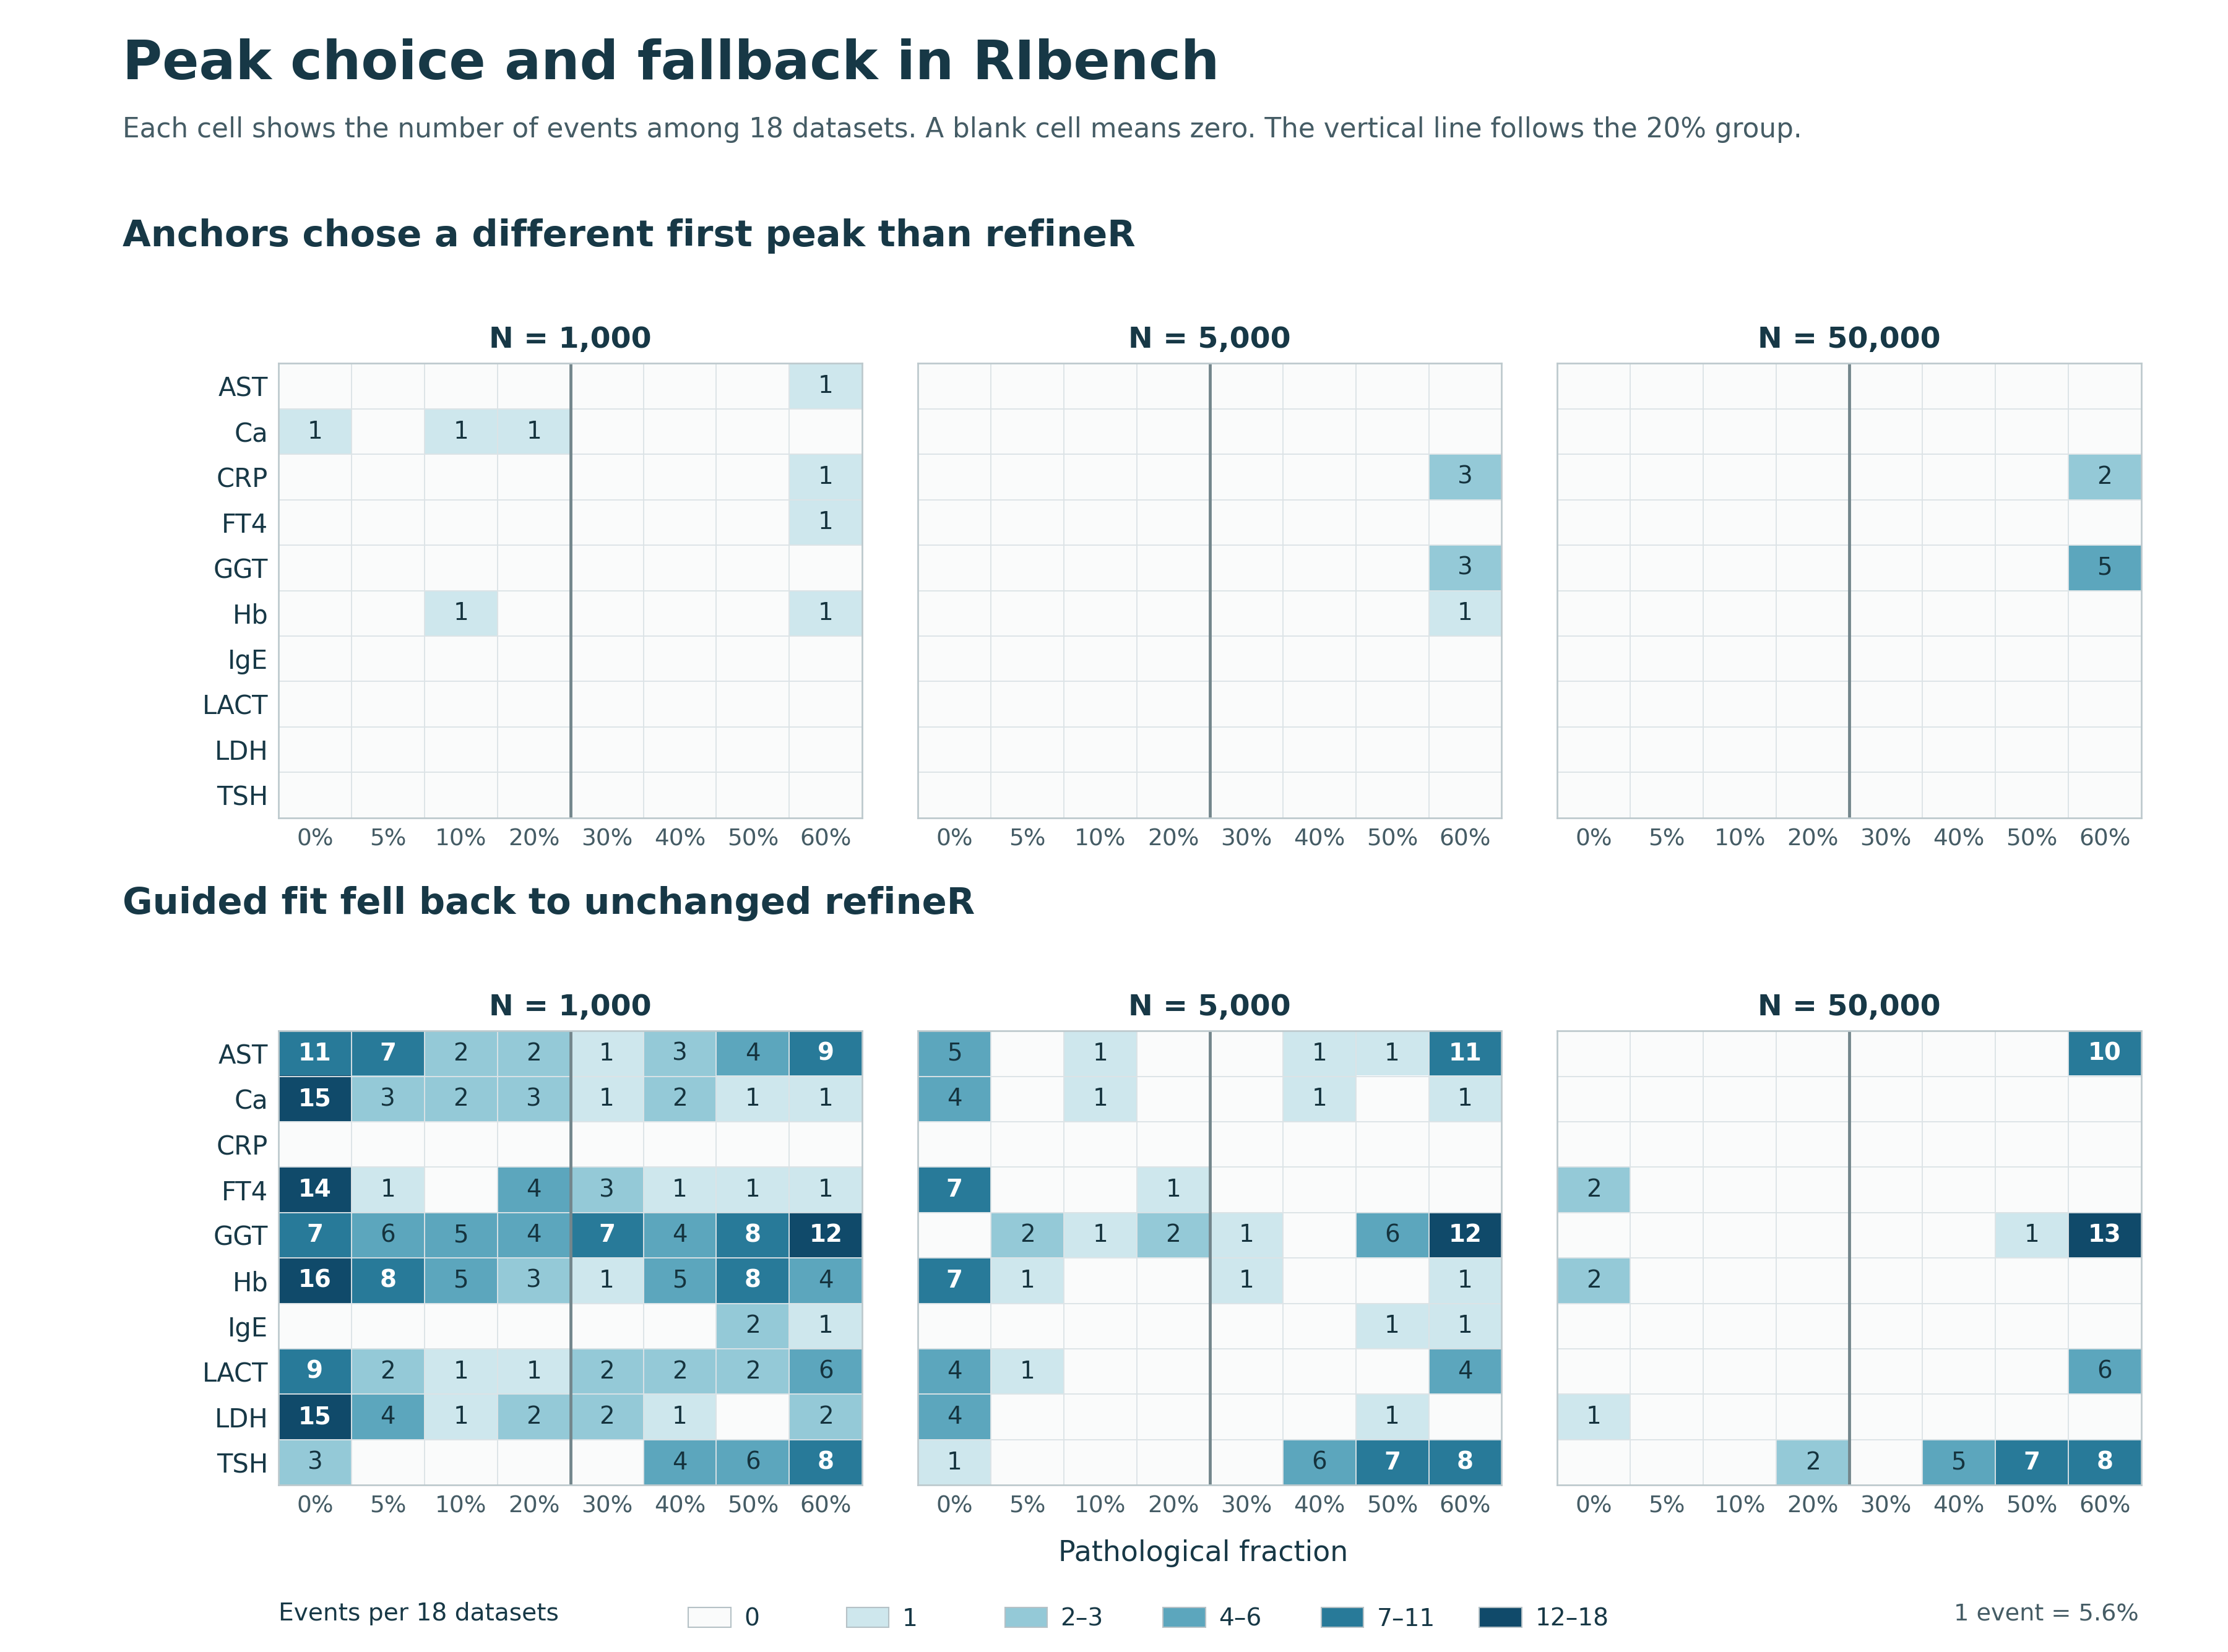 Peak choice and fallback in RIbench
Each cell shows the number of events among 18 datasets. A blank cell means zero. The vertical line follows the 20% group.
Anchors chose a different first peak than refineR
N = 1,000 N = 5,000 N = 50,000
AST 1
Ca 1 1 1
CRP 1 3 2
FT4 1
GGT 3 5
Hb 1 1 1
IgE
LACT
LDH
TSH
0% 5% 10% 20% 30% 40% 50% 60% 0% 5% 10% 20% 30% 40% 50% 60% 0% 5% 10% 20% 30% 40% 50% 60%
Guided fit fell back to unchanged refineR
N = 1,000 N = 5,000 N = 50,000
AST 11 7 2 2 1 3 4 9 5 1 1 1 11 10
Ca 15 3 2 3 1 2 1 1 4 1 1 1
CRP
FT4 14 1 4 3 1 1 1 7 1 2
GGT 7 6 5 4 7 4 8 12 2 1 2 1 6 12 1 13
Hb 16 8 5 3 1 5 8 4 7 1 1 1 2
IgE 2 1 1 1
LACT 9 2 1 1 2 2 2 6 4 1 4 6
LDH 15 4 1 2 2 1 2 4 1 1
TSH 3 4 6 8 1 6 7 8 2 5 7 8
0% 5% 10% 20% 30% 40% 50% 60% 0% 5% 10% 20% 30% 40% 50% 60% 0% 5% 10% 20% 30% 40% 50% 60%
Pathological fraction
Events per 18 datasets 0 1 2–3 4–6 7–11 12–18 1 event = 5.6%